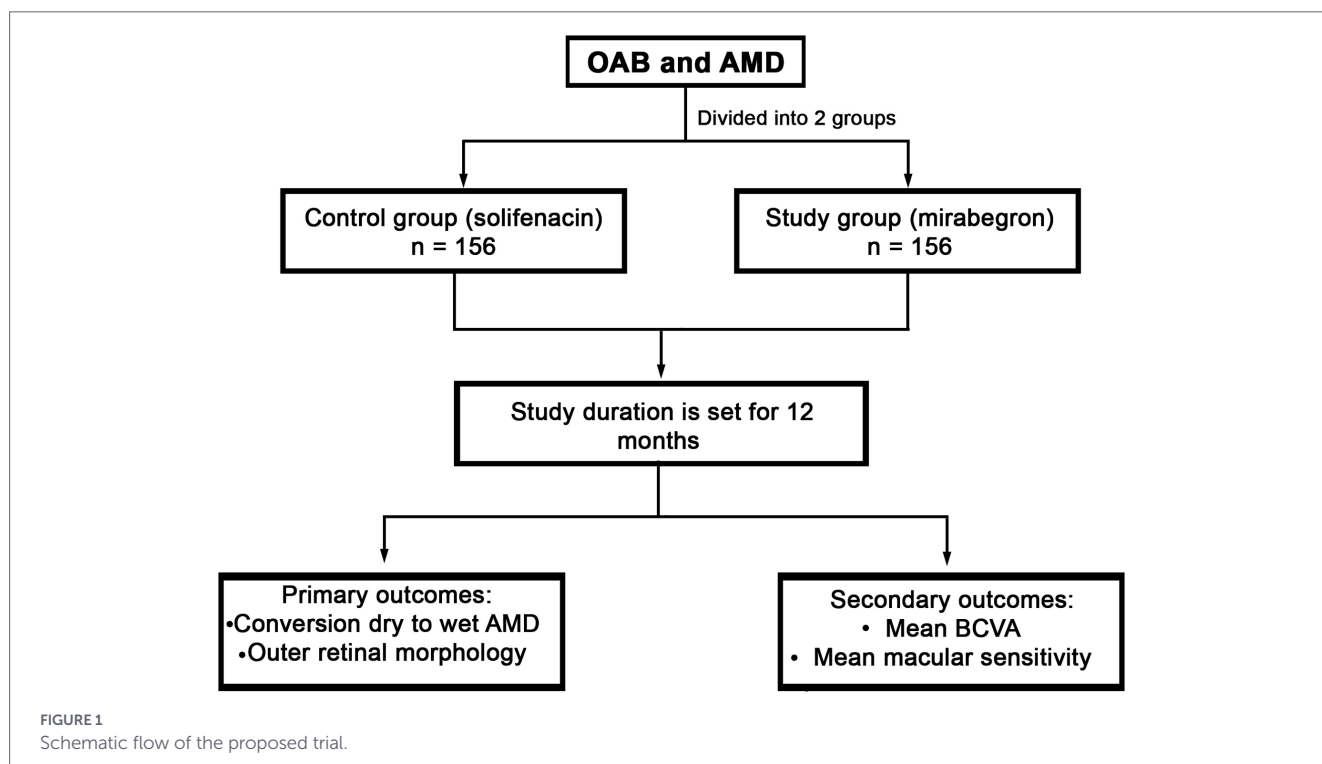 OAB and AMD
Divided into 2 groups
Control group (solifenacin)
n = 156
Study group (mirabegron)
n = 156
Study duration is set for 12
months
Primary outcomes:
•Conversion dry to wet AMD
•Outer retinal morphology
Secondary outcomes:
• Mean BCVA
• Mean macular sensitivity
FIGURE 1
Schematic flow of the proposed trial.